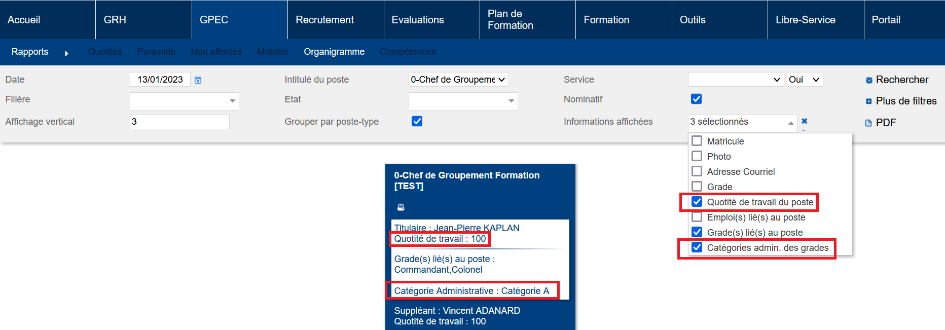 Accueil GRH GPEC Recrutement Evaluations Plan de Formation Formation Outils Libre-Service Portail
Rapports Quotités Pyramide Non affectés Mobilité Organigramme Compétences
Date 13/01/2023 Intitulé du poste 0-Chef de Groupeme Service Oui Rechercher
Filière Etat Nominatif Plus de filtres
Affichage vertical 3 Grouper par poste-type Informations affichées 3 sélectionnés PDF
Matricule
Photo
Adresse Courriel
Grade
Quotité de travail du poste
Emploi(s) lié(s) au poste
Grade(s) lié(s) au poste
Catégories admin. des grades
0-Chef de Groupement Formation
[TEST]
Titulaire : Jean-Pierre KAPLAN
Quotité de travail : 100
Grade(s) lié(s) au poste :
Commandant,Colonel
Catégorie Administrative : Catégorie A
Suppléant : Vincent ADANARD
Quotité de travail : 100